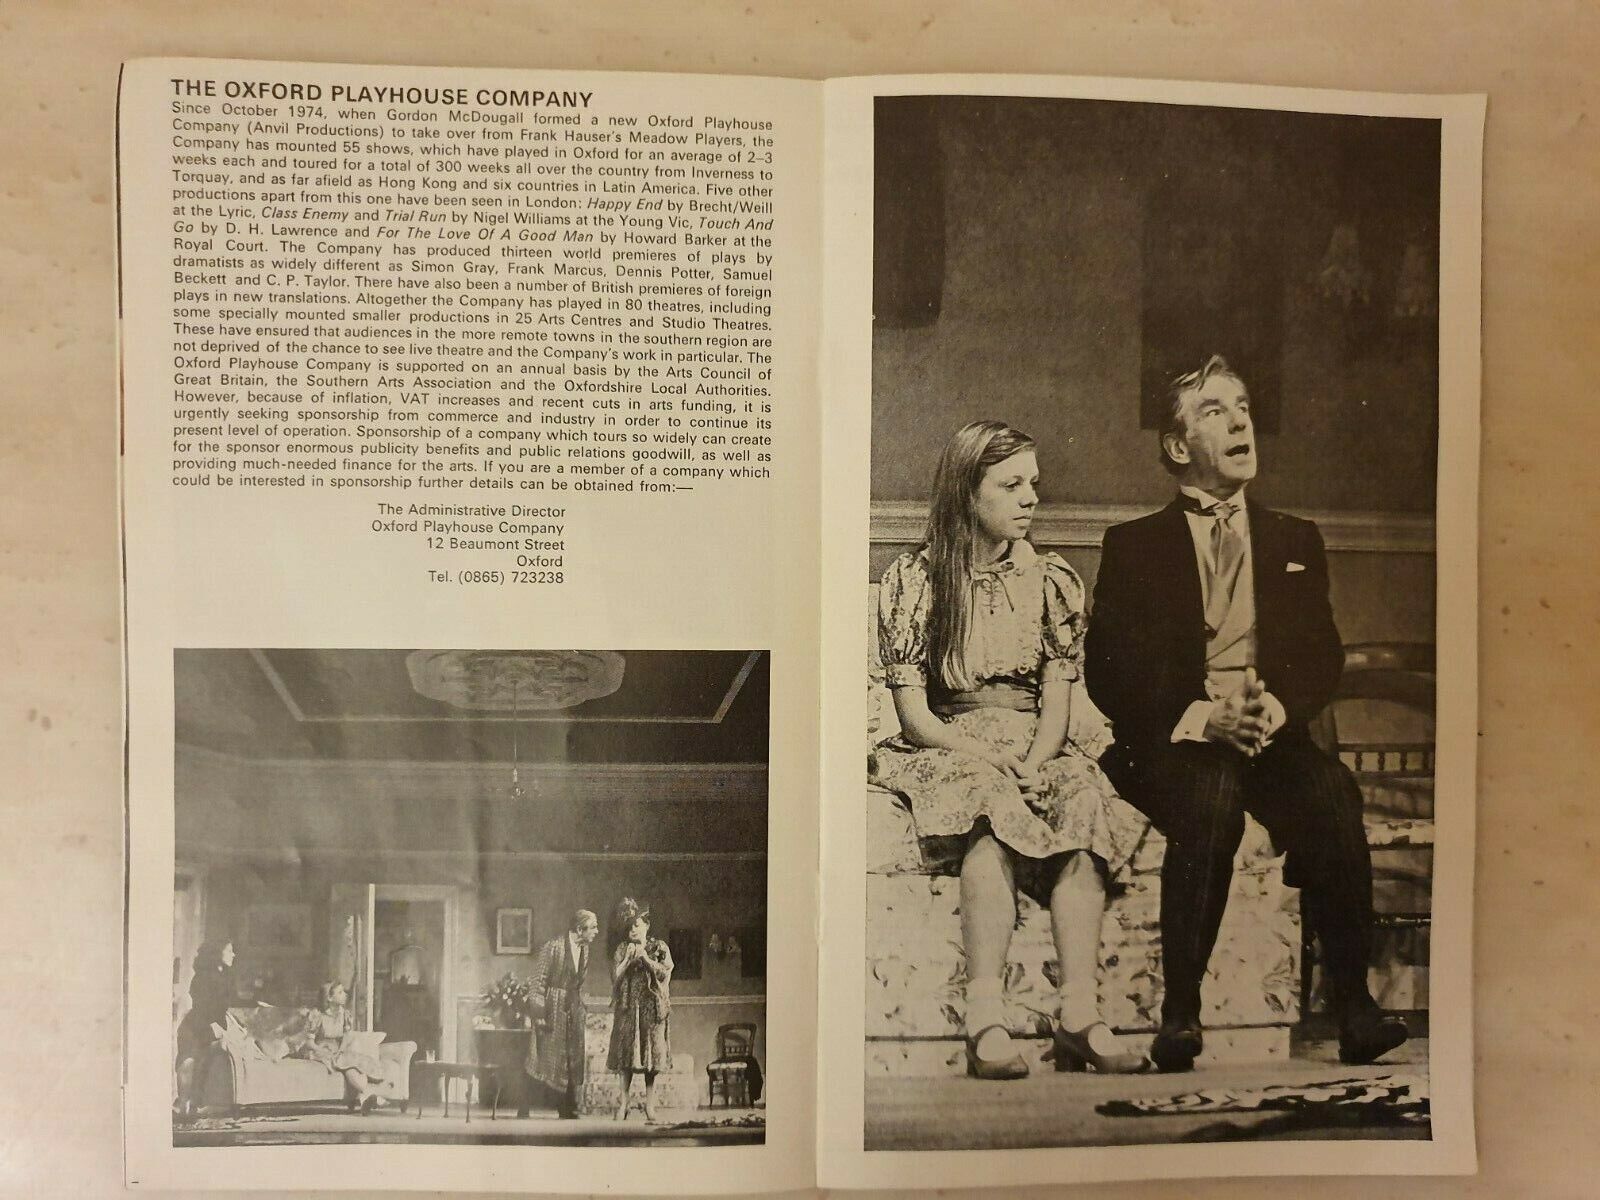 THE OXFORD PLAYHOUSE COMPANY
Since October 1974, when Gordon McDougall formed a new Oxford Playhouse
Company (Anvil Productions) to take over from Frank Hauser's Meadow Players, the
Company has mounted 55 shows, which have played in Oxford for an average of 2–3
weeks each and toured for a total of 300 weeks all over the country from Inverness to
Torquay, and as far afield as Hong Kong and six countries in Latin America. Five other
productions apart from this one have been seen in London: Happy End by Brecht/Weill
at the Lyric, Class Enemy and Trial Run by Nigel Williams at the Young Vic, Touch And
Go by D. H. Lawrence and For The Love Of A Good Man by Howard Barker at the
Royal Court. The Company has produced thirteen world premieres of plays by
dramatists as widely different as Simon Gray, Frank Marcus, Dennis Potter, Samuel
Beckett and C. P. Taylor. There have also been a number of British premieres of foreign
plays in new translations. Altogether the Company has played in 80 theatres, including
some specially mounted smaller productions in 25 Arts Centres and Studio Theatres.
These have ensured that audiences in the more remote towns in the southern region are
not deprived of the chance to see live theatre and the Company's work in particular. The
Oxford Playhouse Company is supported on an annual basis by the Arts Council of
Great Britain, the Southern Arts Association and the Oxfordshire Local Authorities.
However, because of inflation, VAT increases and recent cuts in arts funding, it is
urgently seeking sponsorship from commerce and industry in order to continue its
present level of operation. Sponsorship of a company which tours so widely can create
for the sponsor enormous publicity benefits and public relations goodwill, as well as
providing much-needed finance for the arts. If you are a member of a company which
could be interested in sponsorship further details can be obtained from:—
The Administrative Director
Oxford Playhouse Company
12 Beaumont Street
Oxford
Tel. (0865) 723238